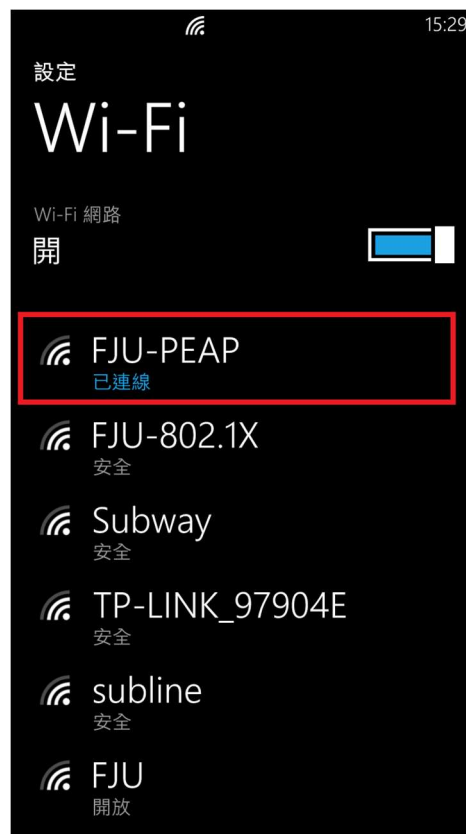 15:29
設定
Wi-Fi
Wi-Fi 網路
開
FJU-PEAP
已連線
FJU-802.1X
安全
Subway
安全
TP-LINK_97904E
安全
subline
安全
FJU
開放